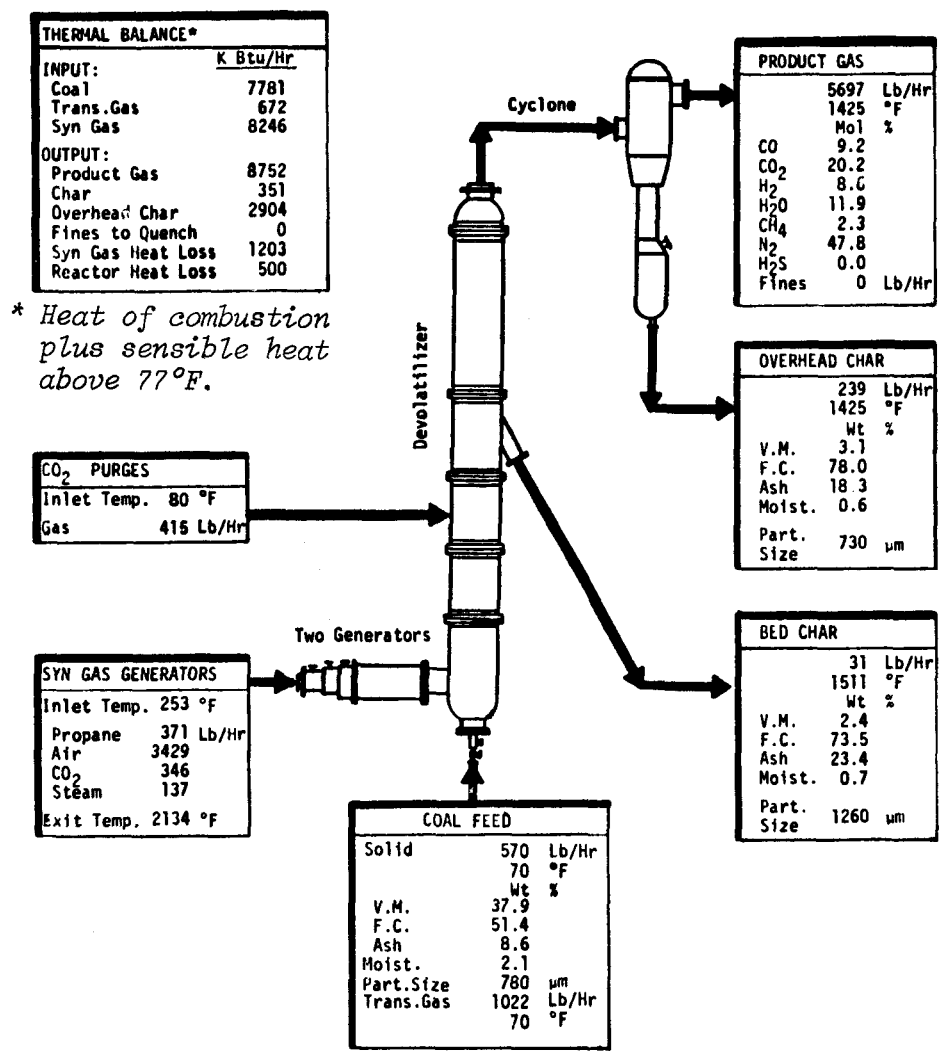 THERMAL BALANCE*
K Btu/Hr
INPUT:
Coal 7781
Trans.Gas 672
Syn Gas 8246
OUTPUT:
Product Gas 8752
Char 351
Overhead Char 2904
Fines to Quench 0
Syn Gas Heat Loss 1203
Reactor Heat Loss 500
* Heat of combustion
plus sensible heat
above 77°F.
CO2 PURGES
Inlet Temp. 80 °F
Gas 415 Lb/Hr
SYN GAS GENERATORS
Inlet Temp. 253 °F
Propane 371 Lb/Hr
Air 3429
CO2 346
Steam 137
Exit Temp. 2134 °F
Two Generators
Devolatilizer
Cyclone
COAL FEED
Solid 570 Lb/Hr
70 °F
Wt %
V.M. 37.9
F.C. 51.4
Ash 8.6
Moist. 2.1
Part.Size 780 µm
Trans.Gas 1022 Lb/Hr
70 °F
PRODUCT GAS
5697 Lb/Hr
1425 °F
Mol %
CO 9.2
CO2 20.2
H2
H2O 11.9
CH4 2.3
N2 47.8
H2S 0.0
Fines 0 Lb/Hr
OVERHEAD CHAR
239 Lb/Hr
1425 °F
Wt %
V.M. 3.1
F.C. 78.0
Ash 18.3
Moist. 0.6
Part.
Size 730 µm
BED CHAR
31 Lb/Hr
1511 °F
Wt %
V.M. 2.4
F.C. 73.5
Ash 23.4
Moist. 0.7
Part.
Size 1260 µm